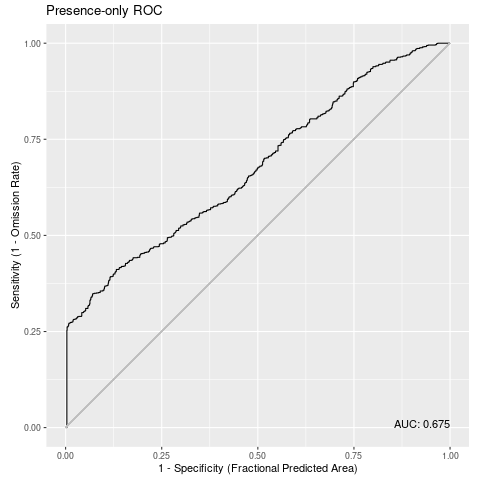 Presence-only ROC
1.00
0.75
0.50
0.25
0.00
Sensitivity (1 - Omission Rate)
AUC: 0.675
0.00 0.25 0.50 0.75 1.00
1 - Specificity (Fractional Predicted Area)